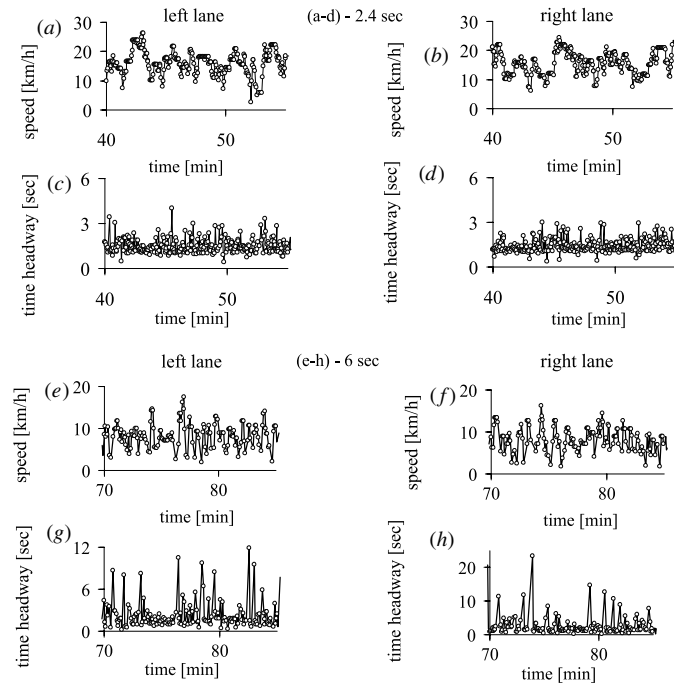 left lane (a-d) - 2.4 sec right lane
(a) (b)
speed [km/h] 30 20 10 0 40 50 time [min]
speed [km/h] 30 20 10 0 40 50 time [min]
(c) (d)
time headway [sec] 6 3 0 40 50 time [min]
time headway [sec] 6 3 0 40 50 time [min]
left lane (e-h) - 6 sec right lane
(e) (f)
speed [km/h] 20 10 0 70 80 time [min]
speed [km/h] 20 10 0 70 80 time [min]
(g) (h)
time headway [sec] 12 6 0 70 80 time [min]
time headway [sec] 20 10 0 70 80 time [min]